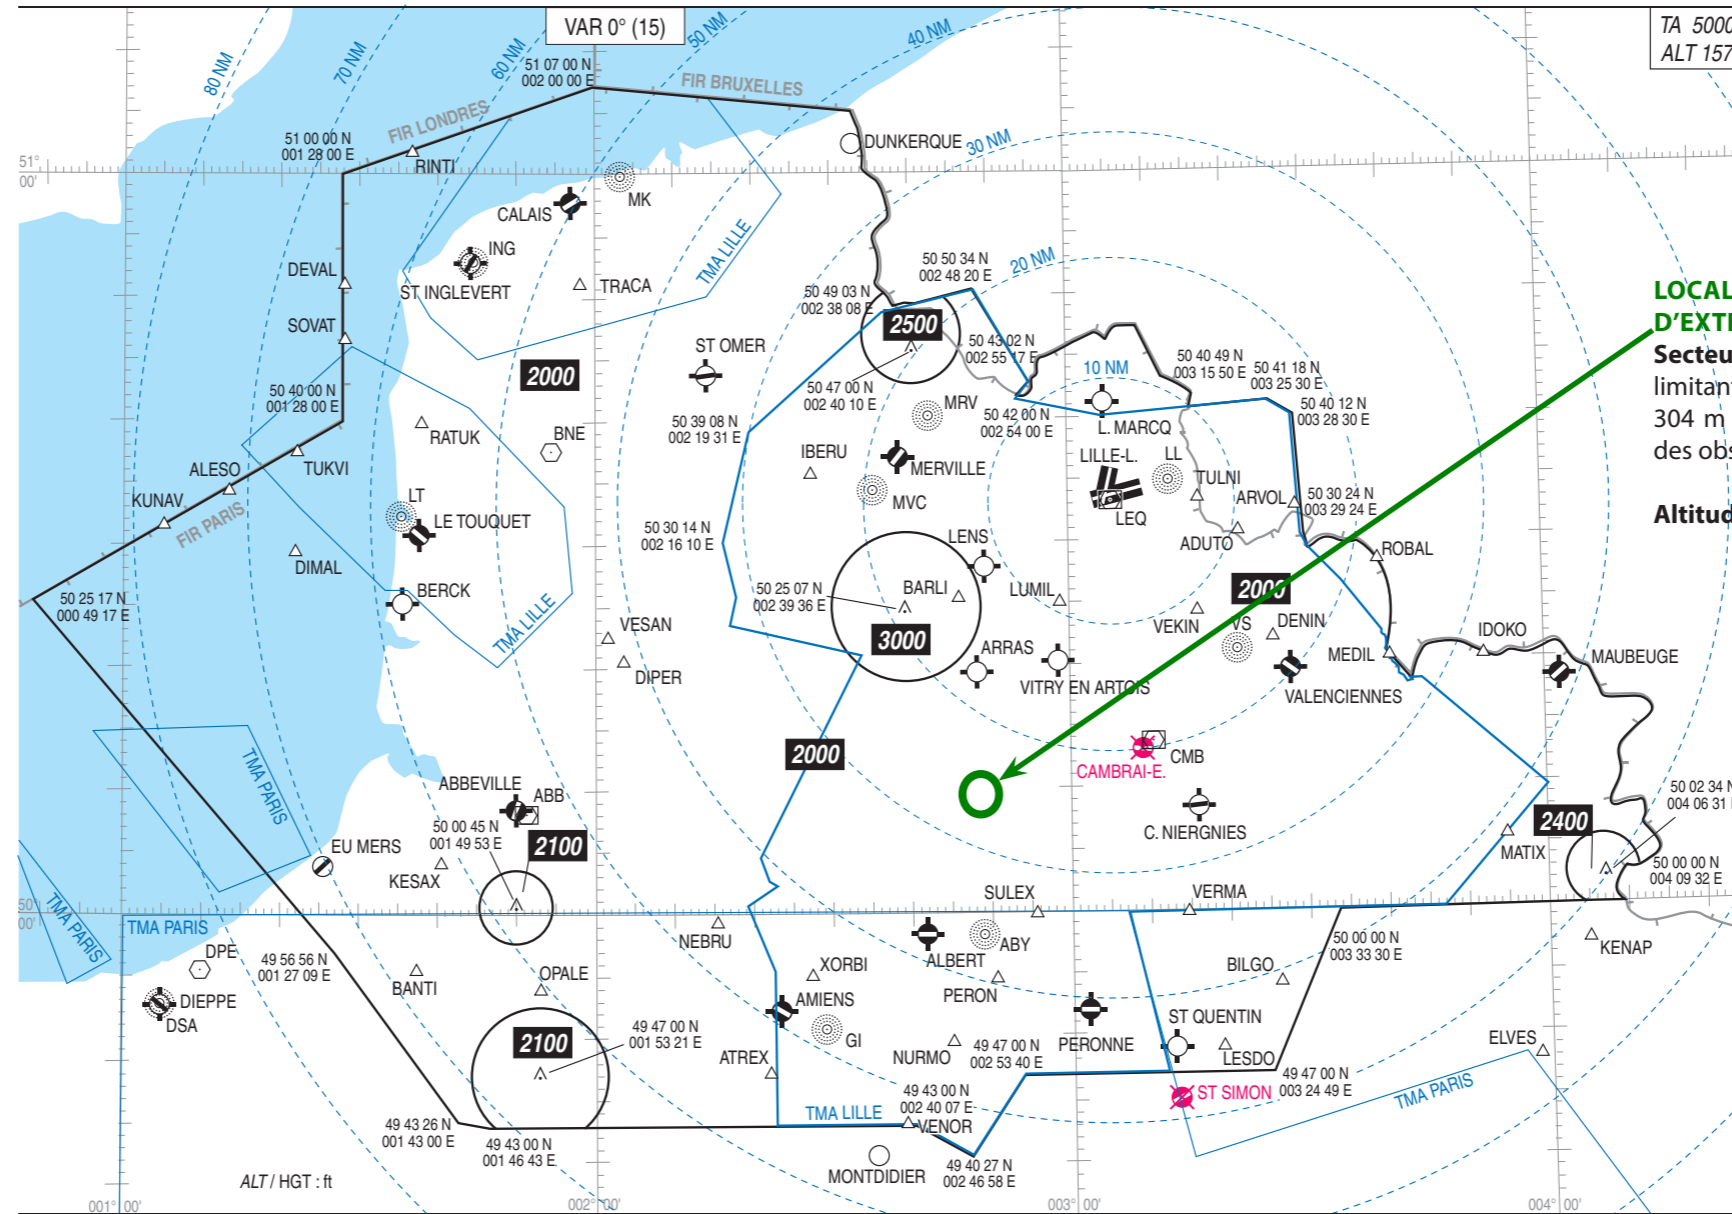 VAR 0° (15)
TA 5000
ALT 157
80 NM
70 NM
60 NM
50 NM
40 NM
30 NM
20 NM
10 NM
51 07 00 N
002 00 00 E
FIR BRUXELLES
FIR LONDRES
51 00 00 N
001 28 00 E
RINTI
DUNKERQUE
51°
00'
MK
CALAIS
ING
ST INGLEVERT
TRACA
DEVAL
SOVAT
TMA LILLE
50 50 34 N
002 48 20 E
50 49 03 N
002 38 08 E
2500
50 43 02 N
002 55 17 E
50 47 00 N
002 40 10 E
LOCAL
D'EXTE
Secteu
limitant
304 m
des obs
Altitud
ST OMER
2000
50 40 49 N
003 15 50 E
50 41 18 N
003 25 30 E
50 40 12 N
003 28 30 E
50 40 00 N
001 28 00 E
50 39 08 N
002 19 31 E
MRV
50 42 00 N
002 54 00 E
L. MARCQ
RATUK
BNE
IBERU
MERVILLE
LILLE-L.
LL
TULNI
ARVOL
50 30 24 N
003 29 24 E
ALESO
TUKVI
KUNAV
FIR PARIS
LT
LE TOUQUET
MVC
LEQ
ADUTO
ROBAL
50 30 14 N
002 16 10 E
DIMAL
LENS
50 25 17 N
000 49 17 E
BERCK
50 25 07 N
002 39 36 E
BARLI
LUMIL
2000
VEKIN
VS
DENIN
IDOKO
TMA LILLE
VESAN
DIPER
3000
ARRAS
VITRY EN ARTOIS
MEDIL
VALENCIENNES
MAUBEUGE
TMA PARIS
2000
CMB
CAMBRAI-E.
ABBEVILLE
ABB
C. NIERGNIES
50 02 34 N
004 06 31 E
2400
MATIX
50 00 45 N
001 49 53 E
2100
EU MERS
KESAX
50 00 00 N
004 09 32 E
SULEX
VERMA
50°
00'
TMA PARIS
TMA PARIS
DPE
NEBRU
ALBERT
ABY
50 00 00 N
003 33 30 E
KENAP
49 56 56 N
001 27 09 E
BANTI
OPALE
XORBI
PERON
BILGO
DIEPPE
DSA
AMIENS
GI
2100
49 47 00 N
001 53 21 E
ATREX
NURMO
49 47 00 N
002 53 40 E
PERONNE
ST QUENTIN
LESDO
ELVES
49 47 00 N
003 24 49 E
ST SIMON
TMA PARIS
49 43 00 N
002 40 07 E
TMA LILLE
VENOR
49 43 26 N
001 43 00 E
49 43 00 N
001 46 43 E
49 40 27 N
002 46 58 E
MONTDIDIER
ALT / HGT : ft
001° 00'
002° 00'
003° 00'
004° 00'